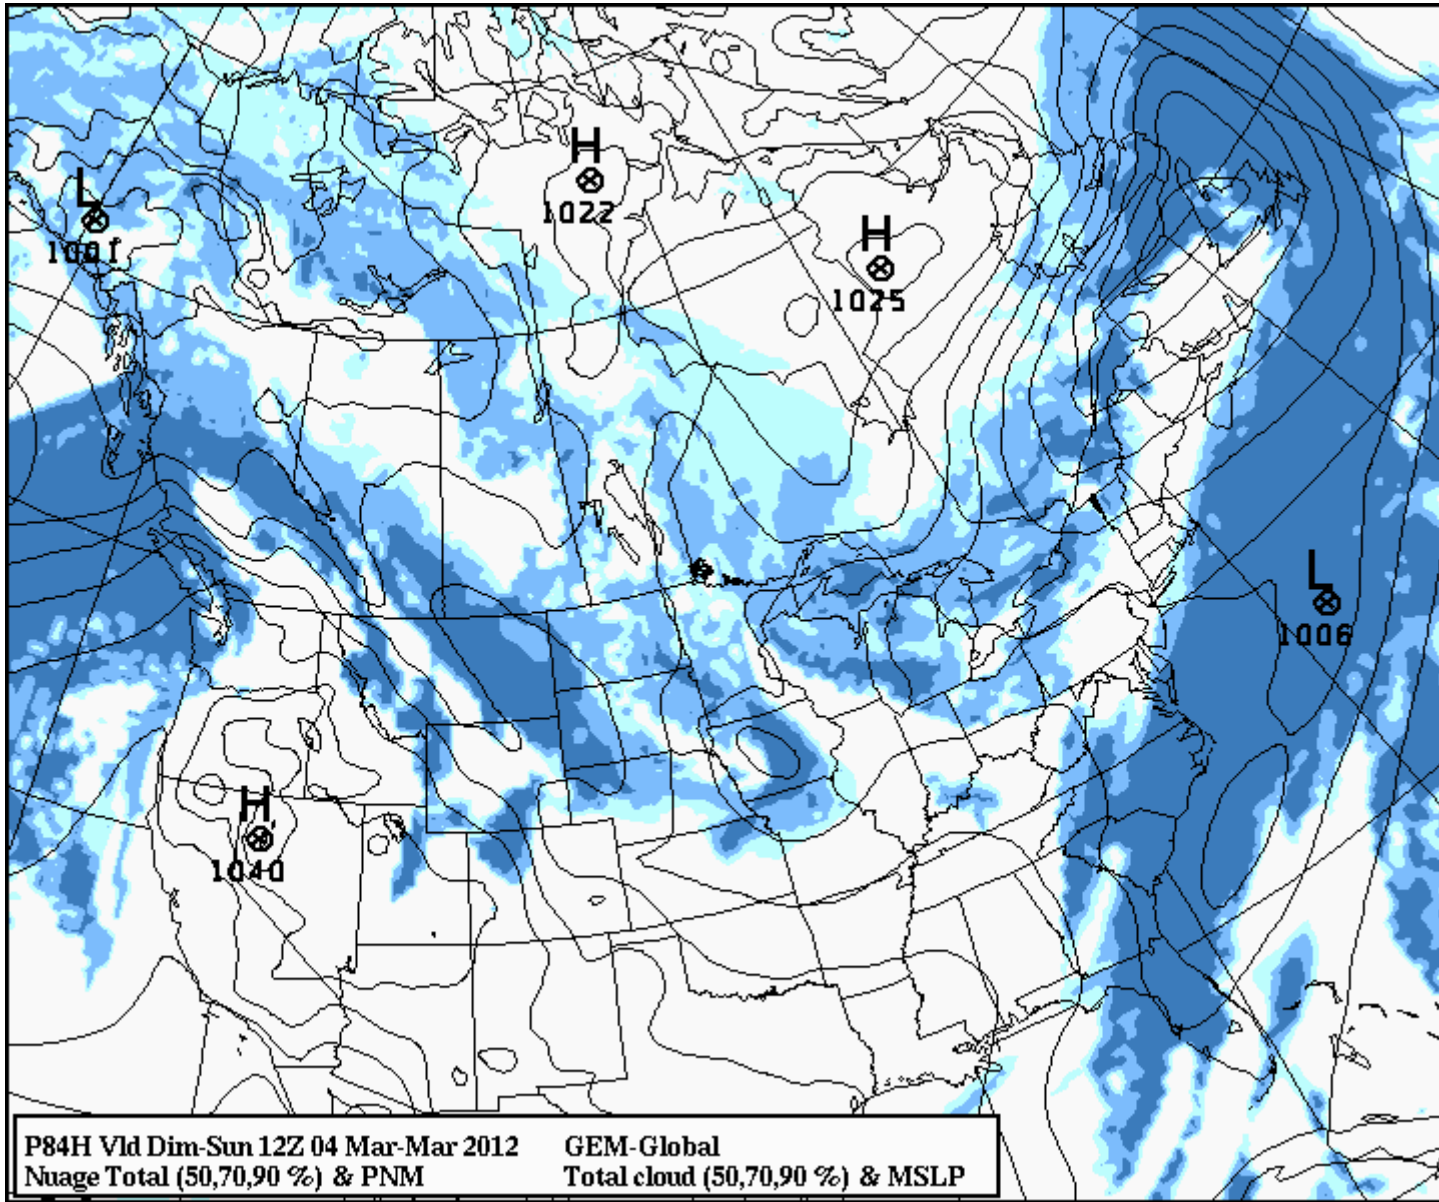 H
1022
L
1001
H
1025
L
1006
H
1040
P84H Vld Dim-Sun 12Z 04 Mar-Mar 2012 GEM-Global
Nuage Total (50,70,90 %) & PNM Total cloud (50,70,90 %) & MSLP